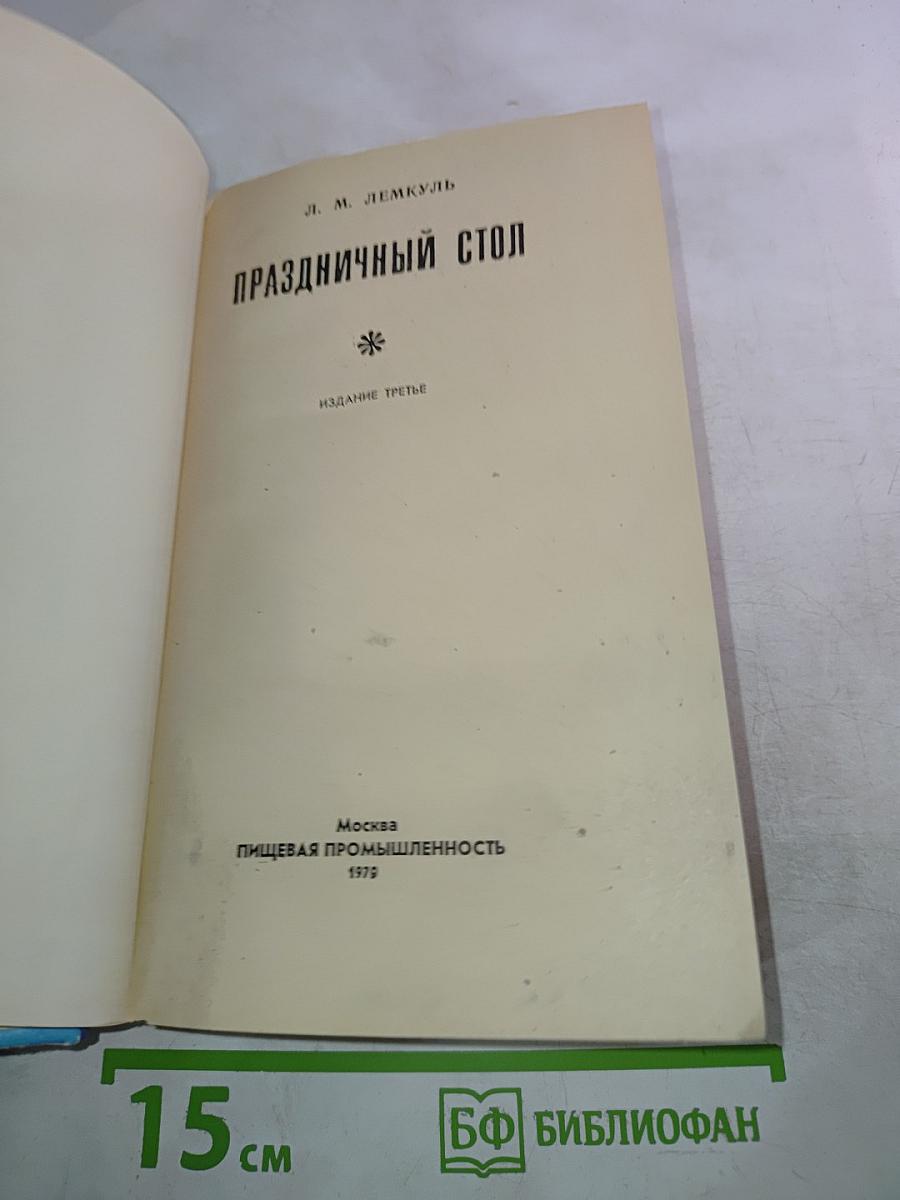 Л. М. ЛЕМКУЛЬ
ПРАЗДНИЧНЫЙ СТОЛ
ИЗДАНИЕ ТРЕТЬЕ
Москва
ПИЩЕВАЯ ПРОМЫШЛЕННОСТЬ
1979
15 см
БФ БИБЛИОФАН